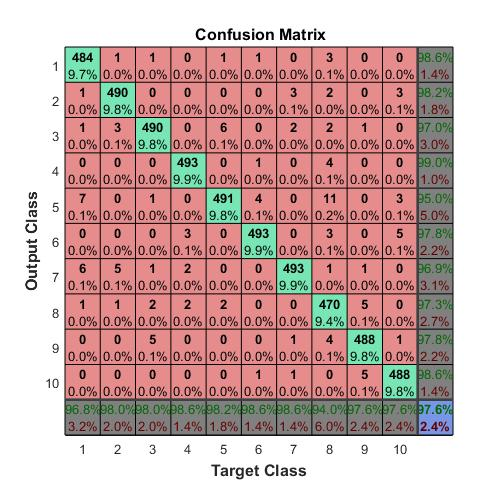 Confusion Matrix
1 484 1 1 0 1 1 0 3 0 0 98.6%
9.7% 0.0% 0.0% 0.0% 0.0% 0.0% 0.0% 0.1% 0.0% 0.0% 1.4%
2 1 490 0 0 0 0 3 2 0 3 98.2%
0.0% 9.8% 0.0% 0.0% 0.0% 0.0% 0.1% 0.0% 0.0% 0.1% 1.8%
3 1 3 490 0 6 0 2 2 1 0 97.0%
0.0% 0.1% 9.8% 0.0% 0.1% 0.0% 0.0% 0.0% 0.0% 0.0% 3.0%
4 0 0 0 493 0 1 0 4 0 0 99.0%
0.0% 0.0% 0.0% 9.9% 0.0% 0.0% 0.0% 0.1% 0.0% 0.0% 1.0%
5 7 0 1 0 491 4 0 11 0 3 95.0%
0.1% 0.0% 0.0% 0.0% 9.8% 0.1% 0.0% 0.2% 0.0% 0.1% 5.0%
6 0 0 0 3 0 493 0 3 0 5 97.8%
0.0% 0.0% 0.0% 0.1% 0.0% 9.9% 0.0% 0.1% 0.0% 0.1% 2.2%
7 6 5 1 2 0 0 493 1 1 0 96.9%
0.1% 0.1% 0.0% 0.0% 0.0% 0.0% 9.9% 0.0% 0.0% 0.0% 3.1%
8 1 1 2 2 2 0 0 470 5 0 97.3%
0.0% 0.0% 0.0% 0.0% 0.0% 0.0% 0.0% 9.4% 0.1% 0.0% 2.7%
9 0 0 5 0 0 0 1 4 488 1 97.8%
0.0% 0.0% 0.1% 0.0% 0.0% 0.0% 0.0% 0.1% 9.8% 0.0% 2.2%
10 0 0 0 0 0 1 1 0 5 488 98.6%
0.0% 0.0% 0.0% 0.0% 0.0% 0.0% 0.0% 0.0% 0.1% 9.8% 1.4%
96.8% 98.0% 98.0% 98.6% 98.2% 98.6% 98.6% 94.0% 97.6% 97.6% 97.6%
3.2% 2.0% 2.0% 1.4% 1.8% 1.4% 1.4% 6.0% 2.4% 2.4% 2.4%
1 2 3 4 5 6 7 8 9 10
Target Class
Output Class